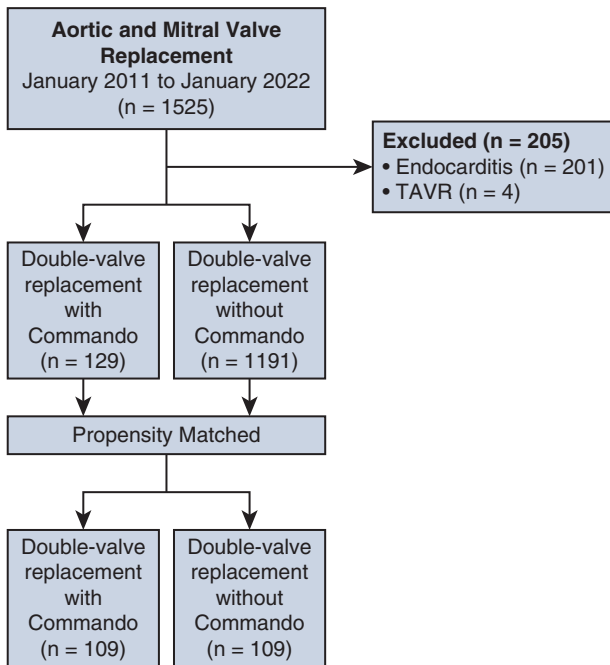 Aortic and Mitral Valve
Replacement
January 2011 to January 2022
(n = 1525)
Excluded (n = 205)
• Endocarditis (n = 201)
• TAVR (n = 4)
Double-valve
replacement
with
Commando
(n = 129)
Double-valve
replacement
without
Commando
(n = 1191)
Propensity Matched
Double-valve
replacement
with
Commando
(n = 109)
Double-valve
replacement
without
Commando
(n = 109)